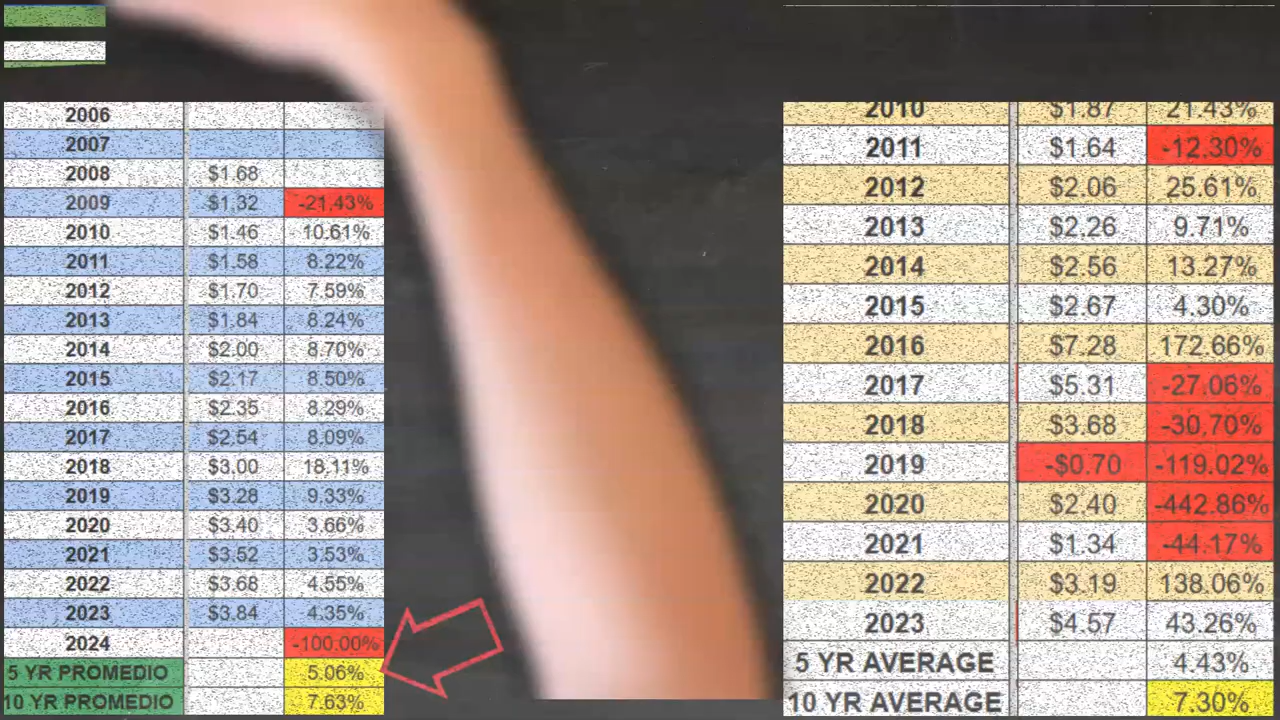 2006
2007
2008 $1.68
2009 $1.32 -21.43%
2010 $1.46 10.61%
2011 $1.58 8.22%
2012 $1.70 7.59%
2013 $1.84 8.24%
2014 $2.00 8.70%
2015 $2.17 8.50%
2016 $2.35 8.29%
2017 $2.54 8.09%
2018 $3.00 18.11%
2019 $3.28 9.33%
2020 $3.40 3.66%
2021 $3.52 3.53%
2022 $3.68 4.55%
2023 $3.84 4.35%
2024 -100.00%
5 YR PROMEDIO 5.06%
10 YR PROMEDIO 7.63%
2010 $1.87 21.43%
2011 $1.64 -12.30%
2012 $2.06 25.61%
2013 $2.26 9.71%
2014 $2.56 13.27%
2015 $2.67 4.30%
2016 $7.28 172.66%
2017 $5.31 -27.06%
2018 $3.68 -30.70%
2019 -$0.70 -119.02%
2020 $2.40 -442.86%
2021 $1.34 -44.17%
2022 $3.19 138.06%
2023 $4.57 43.26%
5 YR AVERAGE 4.43%
10 YR AVERAGE 7.30%